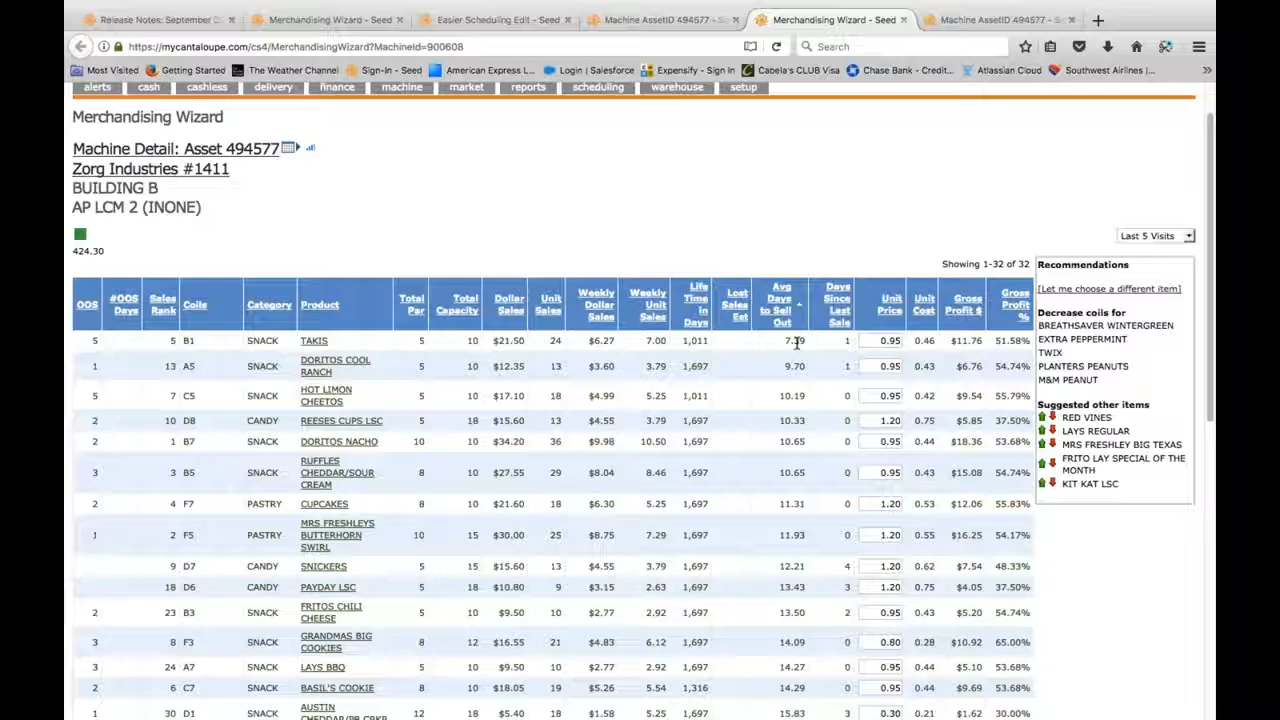 Release Notes: September 2
Merchandising Wizard - Seed
Easier Scheduling Edit - Seed
Machine AssetID 494577 - S
Merchandising Wizard - Seed
Machine AssetID 494577 - S
https://mycantaloupe.com/cs4/MerchandisingWizard?MachineId=900608
Search
Most Visited Getting Started The Weather Channel Sign-In - Seed American Express L... Login | Salesforce Expensify - Sign In Cabela's CLUB Visa Chase Bank - Credit... Atlassian Cloud Southwest Airlines |...
alerts cash cashless delivery finance machine market reports scheduling warehouse setup
Merchandising Wizard
Machine Detail: Asset 494577
Zorg Industries #1411
BUILDING B
AP LCM 2 (INONE)
424.30
Last 5 Visits
Showing 1-32 of 32
OOS #OOS Days Sales Rank Coils Category Product Total Par Total Capacity Dollar Sales Unit Sales Weekly Dollar Sales Weekly Unit Sales Life Time in Days Lost Sales Est Avg Days to Sell Out Days Since Last Sale Unit Price Unit Cost Gross Profit $ Gross Profit %
5 5 B1 SNACK TAKIS 5 10 $21.50 24 $6.27 7.00 1,011 1 0.95 0.46 $11.76 51.58%
1 13 A5 SNACK DORITOS COOL RANCH 5 10 $12.35 13 $3.60 3.79 1,697 9.70 1 0.95 0.43 $6.76 54.74%
5 7 C5 SNACK HOT LIMON CHEETOS 5 10 $17.10 18 $4.99 5.25 1,011 10.19 0 0.95 0.42 $9.54 55.79%
2 10 D8 CANDY REESES CUPS LSC 5 18 $15.60 13 $4.55 3.79 1,697 10.33 0 1.20 0.75 $5.85 37.50%
2 1 B7 SNACK DORITOS NACHO 10 10 $34.20 36 $9.98 10.50 1,697 10.65 0 0.95 0.44 $18.36 53.68%
3 3 B5 SNACK RUFFLES CHEDDAR/SOUR CREAM 8 10 $27.55 29 $8.04 8.46 1,697 10.65 0 0.95 0.43 $15.08 54.74%
2 4 F7 PASTRY CUPCAKES 8 10 $21.60 18 $6.30 5.25 1,697 11.31 0 1.20 0.53 $12.06 55.83%
1 2 F5 PASTRY MRS FRESHLEYS BUTTERHORN SWIRL 10 15 $30.00 25 $8.75 7.29 1,697 11.93 0 1.20 0.55 $16.25 54.17%
9 D7 CANDY SNICKERS 5 15 $15.60 13 $4.55 3.79 1,697 12.21 4 1.20 0.62 $7.54 48.33%
18 D6 CANDY PAYDAY LSC 5 18 $10.80 9 $3.15 2.63 1,697 13.43 3 1.20 0.75 $4.05 37.50%
2 23 B3 SNACK FRITOS CHILI CHEESE 5 10 $9.50 10 $2.77 2.92 1,697 13.50 2 0.95 0.43 $5.20 54.74%
3 8 F3 SNACK GRANDMAS BIG COOKIES 8 12 $16.55 21 $4.83 6.12 1,697 14.09 0 0.80 0.28 $10.92 65.00%
3 24 A7 SNACK LAYS BBQ 5 10 $9.50 10 $2.77 2.92 1,697 14.27 0 0.95 0.44 $5.10 53.68%
2 6 C7 SNACK BASIL'S COOKIE 8 10 $18.05 19 $5.26 5.54 1,316 14.29 0 0.95 0.44 $9.69 53.68%
1 30 D1 SNACK AUSTIN 12 18 $5.40 18 $1.58 5.25 1,697 15.83 3 0.30 0.21 $1.62 30.00%
Recommendations
[Let me choose a different item]
Decrease coils for
BREATHSAVER WINTERGREEN
EXTRA PEPPERMINT
TWIX
PLANTERS PEANUTS
M&M PEANUT
Suggested other items
RED VINES
LAYS REGULAR
MRS FRESHLEY BIG TEXAS
FRITO LAY SPECIAL OF THE
MONTH
KIT KAT LSC